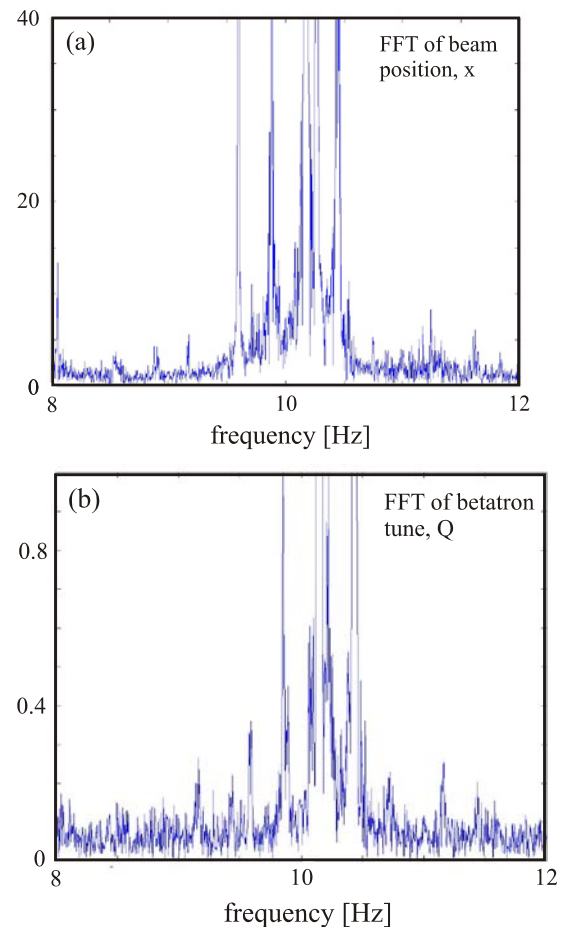 40
(a)
FFT of beam
position, x
20
0
8
10
12
frequency [Hz]
(b)
FFT of betatron
tune, Q
0.8
0.4
0
8
10
12
frequency [Hz]